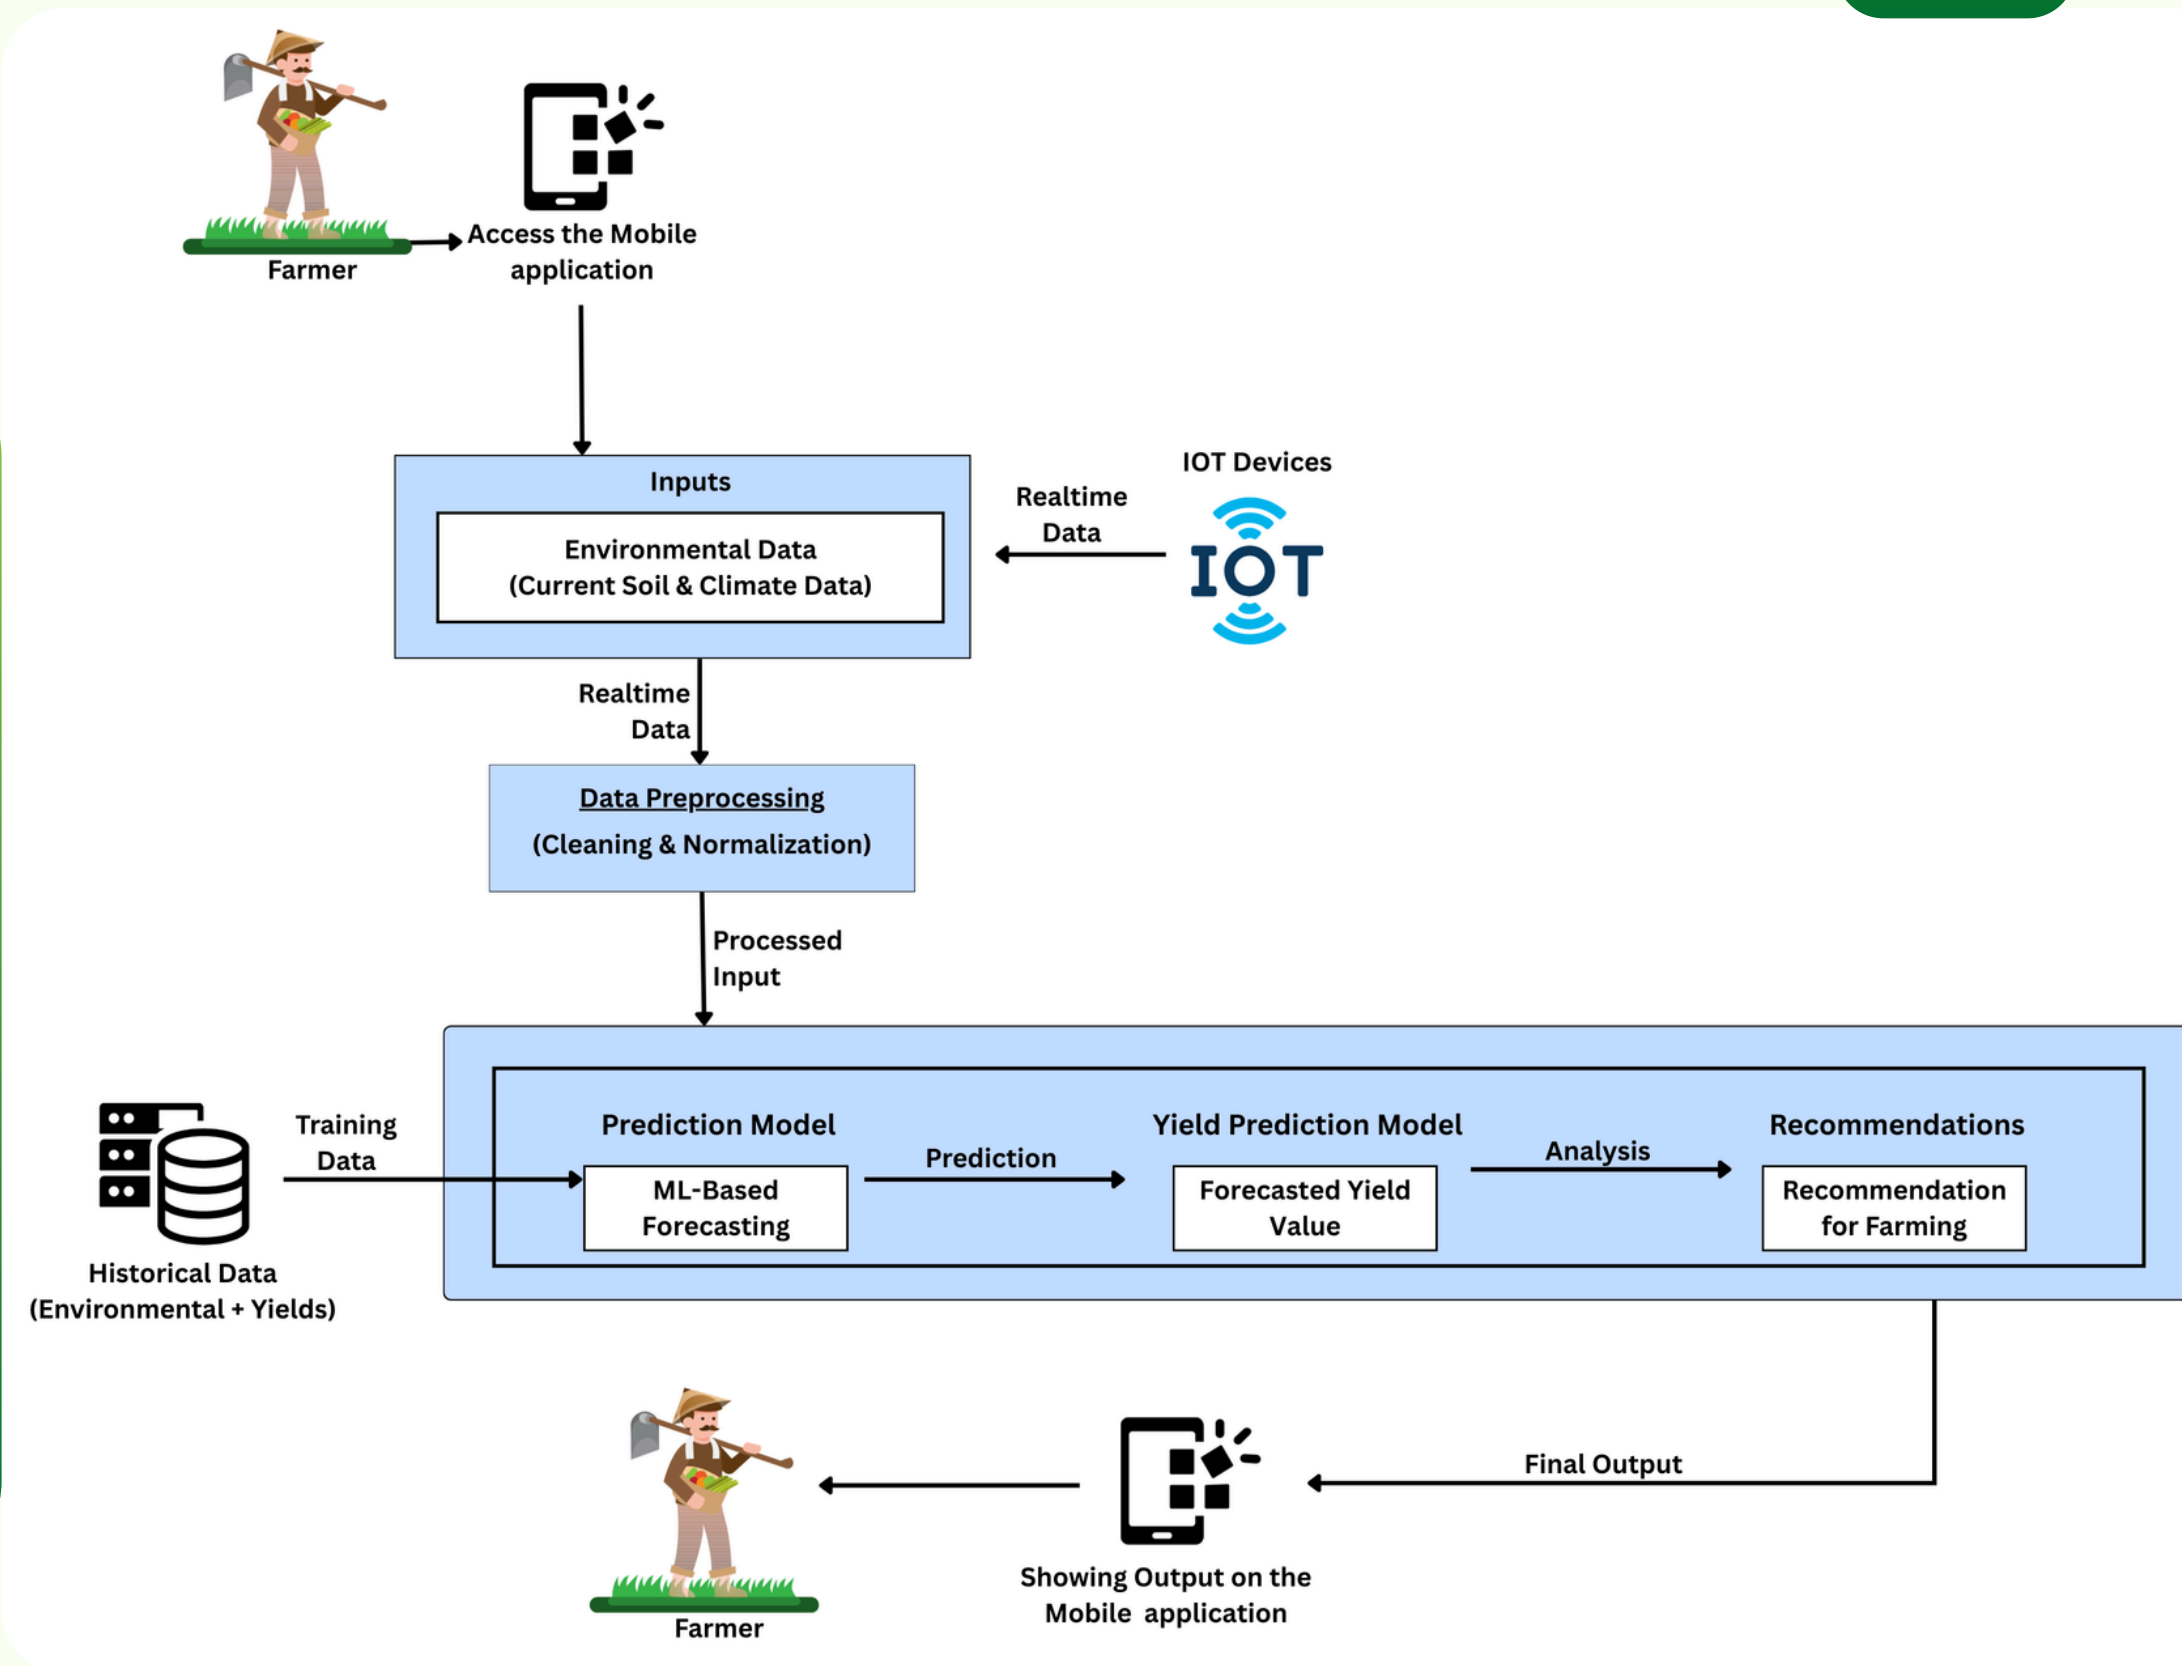 Farmer
Access the Mobile
application
Inputs
Environmental Data
(Current Soil & Climate Data)
Realtime
Data
IOT Devices
IOT
Realtime
Data
Data Preprocessing
(Cleaning & Normalization)
Processed
Input
Historical Data
(Environmental + Yields)
Training
Data
Prediction Model
ML-Based
Forecasting
Prediction
Yield Prediction Model
Forecasted Yield
Value
Analysis
Recommendations
Recommendation
for Farming
Final Output
Showing Output on the
Mobile application
Farmer